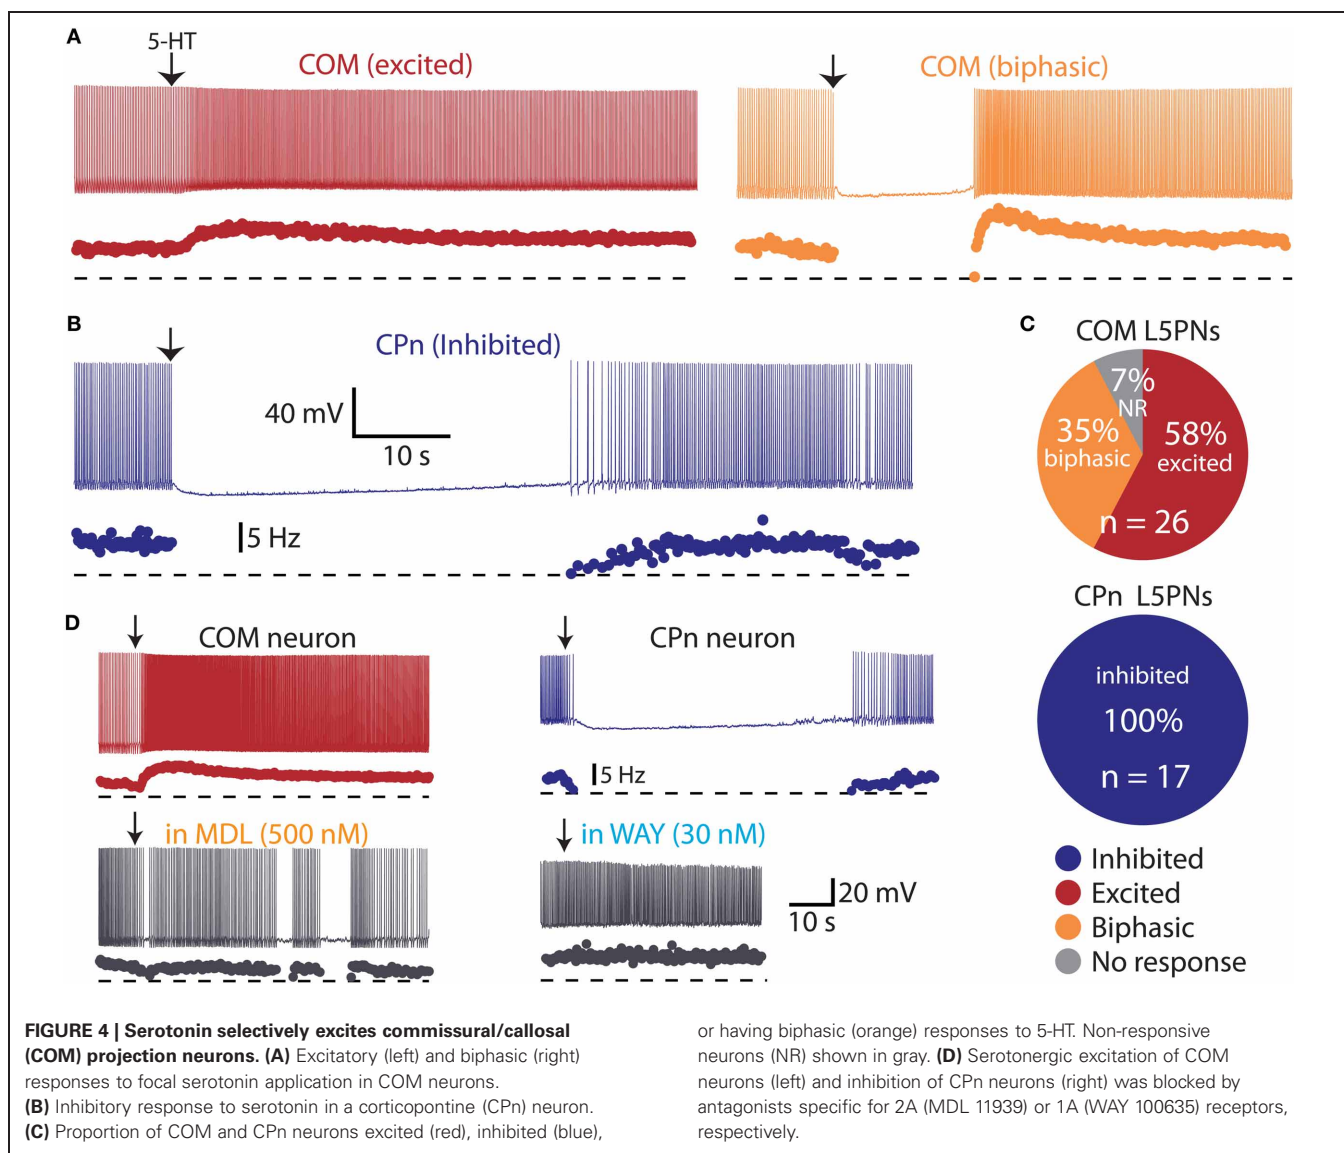 A
5-HT
COM (excited)
COM (biphasic)
B
CPn (Inhibited)
40 mV
10 s
5 Hz
C
COM L5PNs
7%
NR
35%
biphasic
58%
excited
n = 26
CPn L5PNs
inhibited
100%
n = 17
Inhibited
Excited
Biphasic
No response
D
COM neuron
CPn neuron
5 Hz
in MDL (500 nM)
in WAY (30 nM)
20 mV
10 s
FIGURE 4 | Serotonin selectively excites commissural/callosal
(COM) projection neurons. (A) Excitatory (left) and biphasic (right)
responses to focal serotonin application in COM neurons.
(B) Inhibitory response to serotonin in a corticopontine (CPn) neuron.
(C) Proportion of COM and CPn neurons excited (red), inhibited (blue),
or having biphasic (orange) responses to 5-HT. Non-responsive
neurons (NR) shown in gray. (D) Serotonergic excitation of COM
neurons (left) and inhibition of CPn neurons (right) was blocked by
antagonists specific for 2A (MDL 11939) or 1A (WAY 100635) receptors,
respectively.